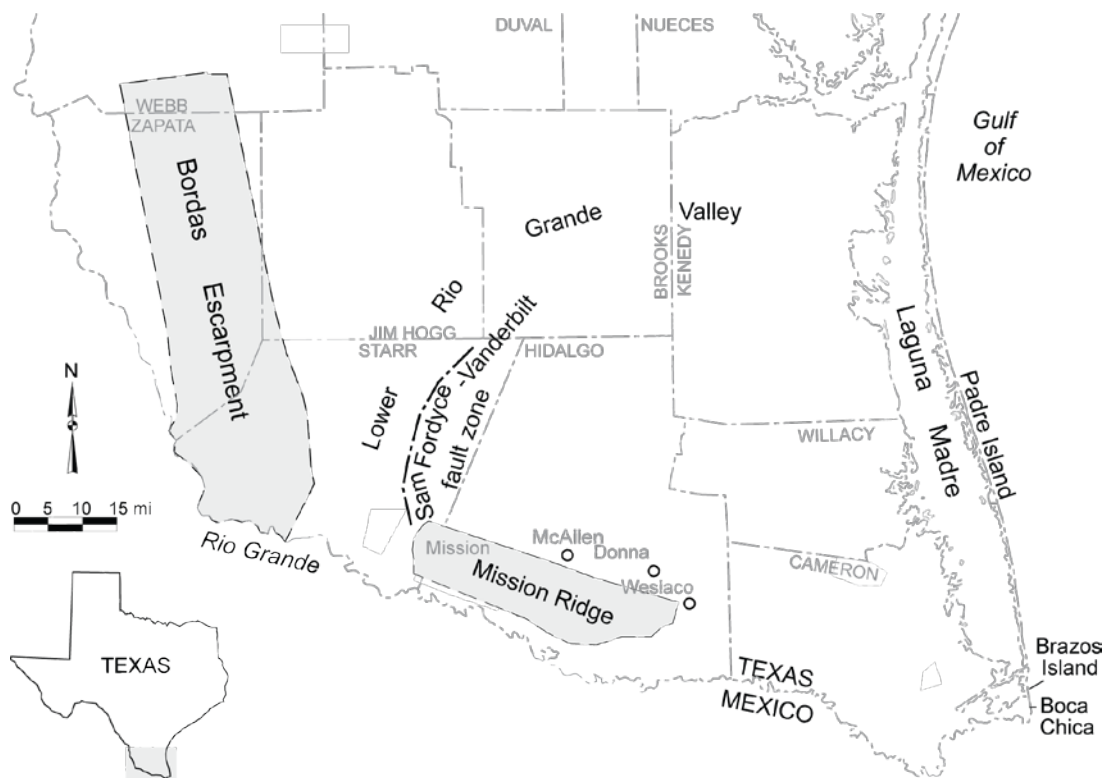 DUVAL
NUECES
WEBB
ZAPATA
Gulf
of
Mexico
Bordas
Escarpment
Grande
Valley
BROOKS
KENEDY
Rio
JIM HOGG
STARR
HIDALGO
Lower
Sam Fordyce
-Vanderbilt
fault zone
Laguna
Madre
Padre Island
WILLACY
N
0 5 10 15 mi
Rio Grande
Mission
McAllen
Donna
Weslaco
Mission Ridge
CAMERON
TEXAS
TEXAS
MEXICO
Brazos
Island
Boca
Chica